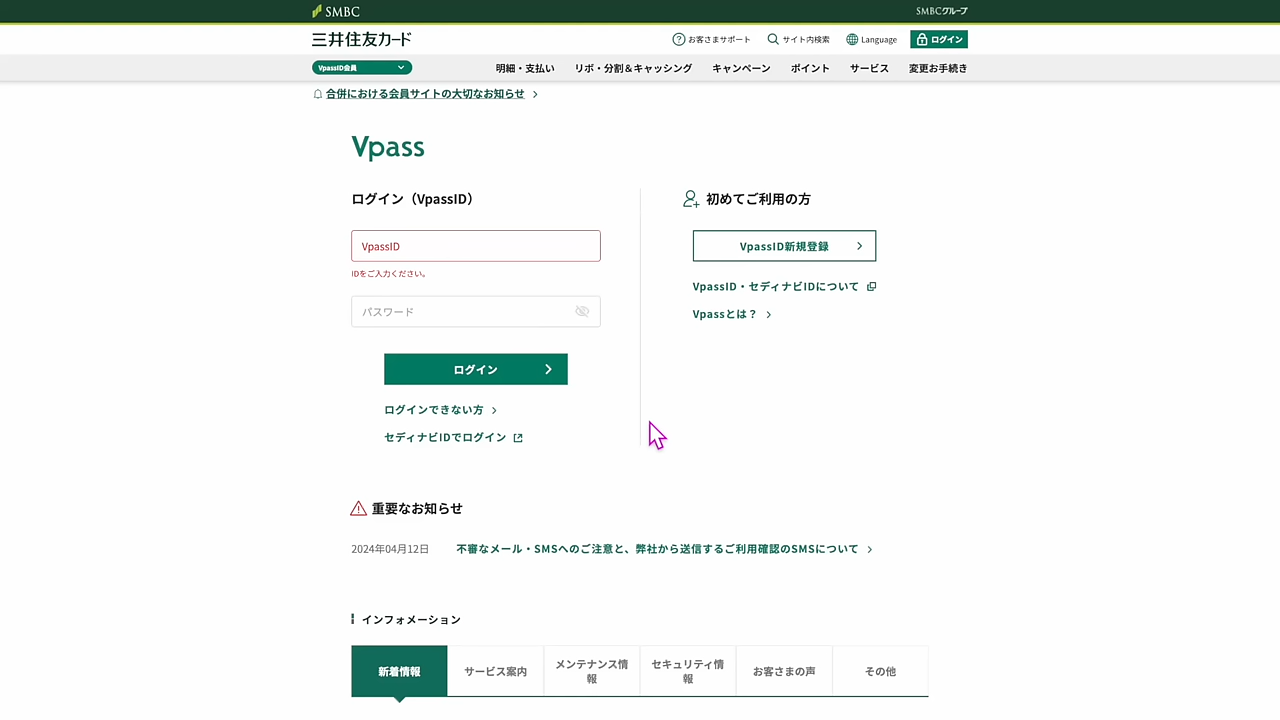 SMBC
SMBCグループ
三井住友カード
お客さまサポート
サイト内検索
Language
ログイン
VpassID会員
明細・支払い
リボ・分割＆キャッシング
キャンペーン
ポイント
サービス
変更お手続き
合併における会員サイトの大切なお知らせ
Vpass
ログイン（VpassID）
VpassID
IDをご入力ください。
パスワード
ログイン
ログインできない方
セディナビIDでログイン
初めてご利用の方
VpassID新規登録
VpassID・セディナビIDについて
Vpassとは？
重要なお知らせ
2024年04月12日
不審なメール・SMSへのご注意と、弊社から送信するご利用確認のSMSについて
インフォメーション
新着情報
サービス案内
メンテナンス情
報
セキュリティ情
報
お客さまの声
その他